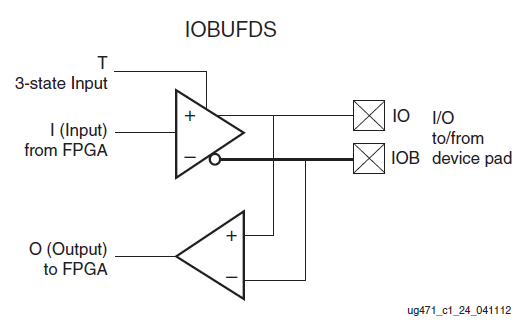 IOBUFDS
T
3-state Input
I (Input)
from FPGA
+
–
IO
IOB
I/O
to/from
device pad
O (Output)
to FPGA
+
–
ug471_c1_24_041112